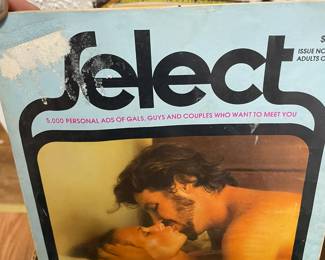 $
Select
ISSUE NO
ADULTS O
5,000 PERSONAL ADS OF GALS, GUYS AND COUPLES WHO WANT TO MEET YOU